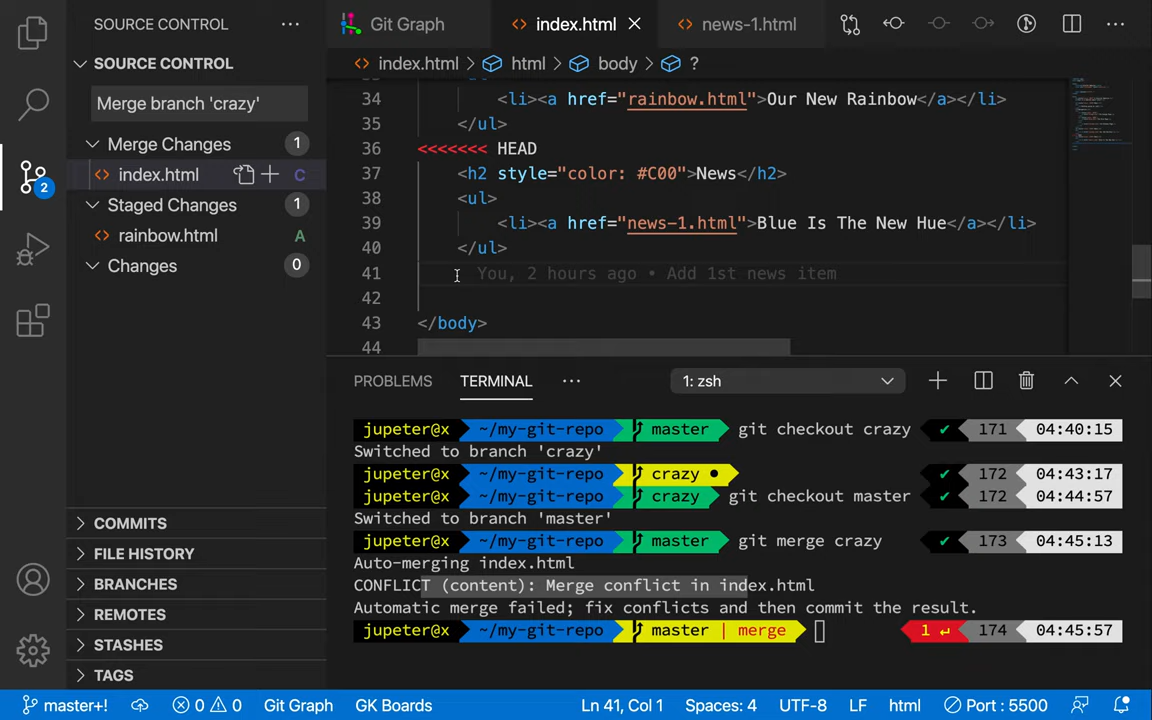 SOURCE CONTROL
SOURCE CONTROL
Merge branch 'crazy'
Merge Changes 1
index.html C
Staged Changes 1
rainbow.html A
Changes 0
COMMITS
FILE HISTORY
BRANCHES
REMOTES
STASHES
TAGS
2
Git Graph
index.html
news-1.html
index.html > html > body > ?
34 <li><a href="rainbow.html">Our New Rainbow</a></li>
35 </ul>
36 <<<<<<< HEAD
37 <h2 style="color: #C00">News</h2>
38 <ul>
39 <li><a href="news-1.html">Blue Is The New Hue</a></li>
40 </ul>
41 You, 2 hours ago • Add 1st news item
42
43 </body>
44
PROBLEMS TERMINAL ··· 1: zsh
jupeter@x ~/my-git-repo master git checkout crazy ✔ 171 04:40:15
Switched to branch 'crazy'
jupeter@x ~/my-git-repo crazy ● ✔ 172 04:43:17
jupeter@x ~/my-git-repo crazy git checkout master ✔ 172 04:44:57
Switched to branch 'master'
jupeter@x ~/my-git-repo master git merge crazy ✔ 173 04:45:13
Auto-merging index.html
CONFLICT (content): Merge conflict in index.html
Automatic merge failed; fix conflicts and then commit the result.
jupeter@x ~/my-git-repo master | merge 1 ↵ 174 04:45:57
master+! 0 0 Git Graph GK Boards Ln 41, Col 1 Spaces: 4 UTF-8 LF html Port : 5500